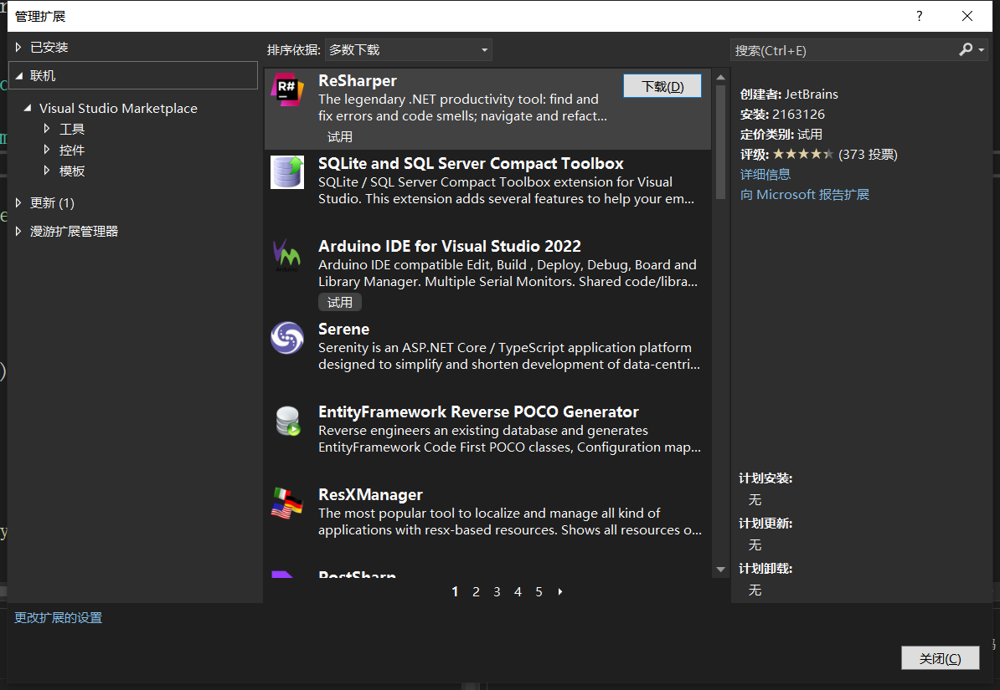 管理扩展
?
已安装
联机
Visual Studio Marketplace
工具
控件
模板
更新 (1)
漫游扩展管理器
排序依据: 多数下载
ReSharper
下载(D)
The legendary .NET productivity tool: find and
fix errors and code smells; navigate and refact...
试用
SQLite and SQL Server Compact Toolbox
SQLite / SQL Server Compact Toolbox extension for Visual
Studio. This extension adds several features to help your em...
Arduino IDE for Visual Studio 2022
Arduino IDE compatible Edit, Build , Deploy, Debug, Board and
Library Manager. Multiple Serial Monitors. Shared code/libra...
试用
Serene
Serenity is an ASP.NET Core / TypeScript application platform
designed to simplify and shorten development of data-centri...
EntityFramework Reverse POCO Generator
Reverse engineers an existing database and generates
EntityFramework Code First POCO classes, Configuration map...
ResXManager
The most popular tool to localize and manage all kind of
applications with resx-based resources. Shows all resources o...
PostSharp
1 2 3 4 5
搜索(Ctrl+E)
创建者: JetBrains
安装: 2163126
定价类别: 试用
评级: ★★★★★ (373 投票)
详细信息
向 Microsoft 报告扩展
计划安装:
无
计划更新:
无
计划卸载:
无
更改扩展的设置
关闭(C)